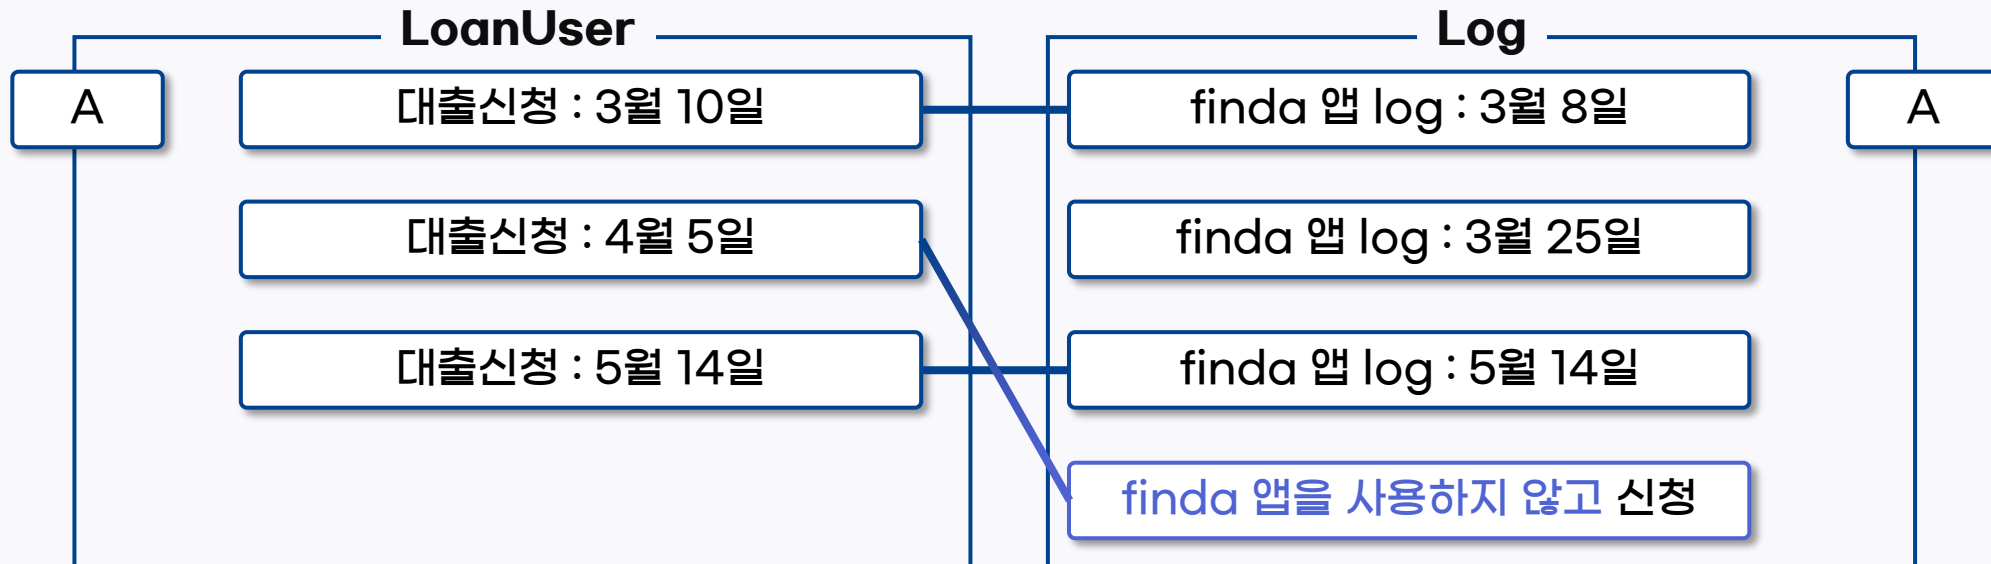 LoanUser
Log
A
대출신청 : 3월 10일
finda 앱 log : 3월 8일
A
대출신청 : 4월 5일
finda 앱 log : 3월 25일
대출신청 : 5월 14일
finda 앱 log : 5월 14일
finda 앱을 사용하지 않고 신청